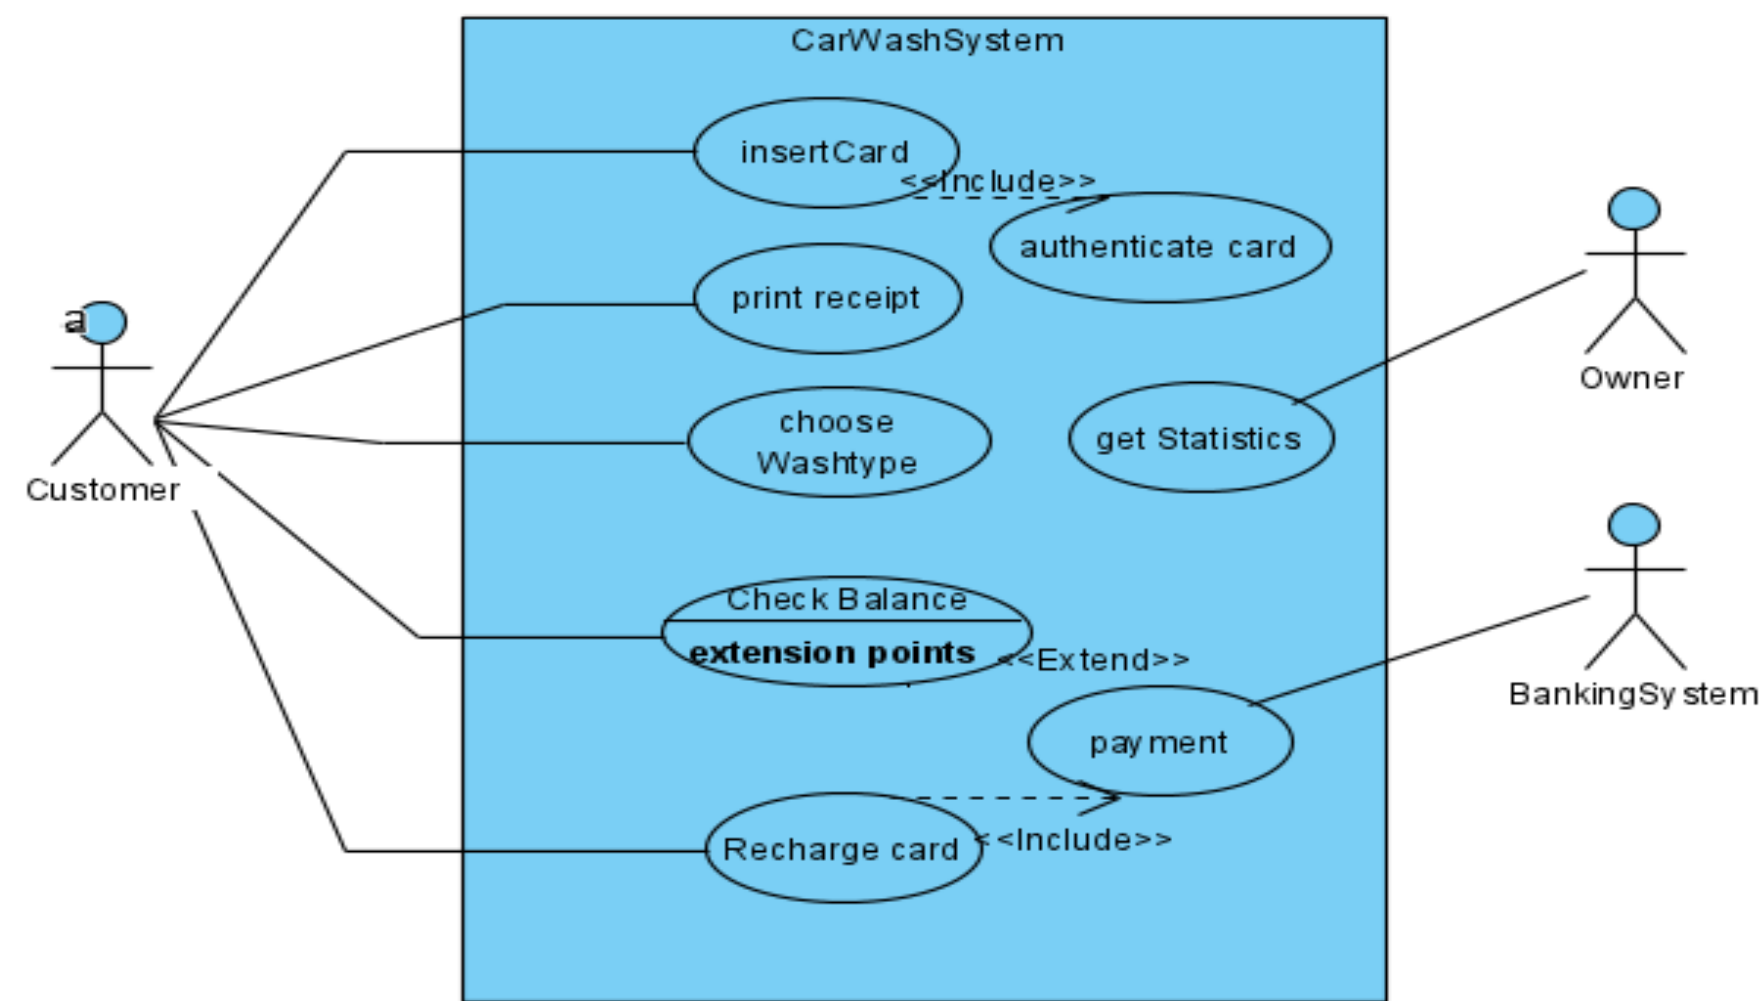 CarWashSystem
insertCard
<<Include>>
authenticate card
print receipt
a
Customer
choose
Washtype
get Statistics
Owner
Check Balance
extension points
<<Extend>>
BankingSystem
payment
Recharge card
<<Include>>